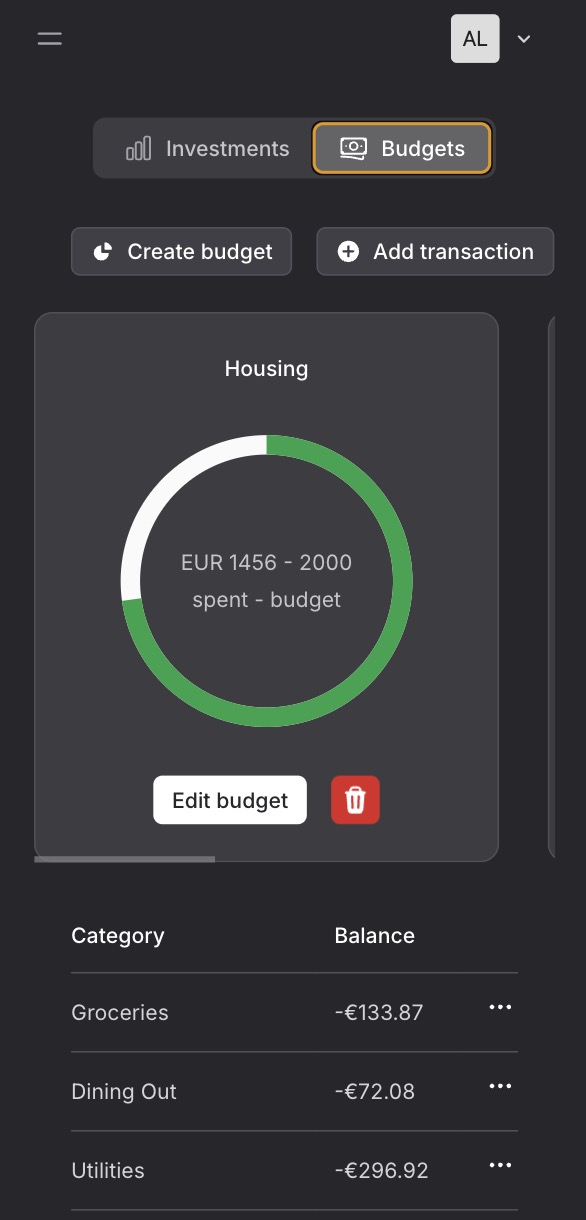 AL
Investments
Budgets
Create budget
Add transaction
Housing
EUR 1456 - 2000
spent - budget
Edit budget
Category Balance
Groceries -€133.87
Dining Out -€72.08
Utilities -€296.92